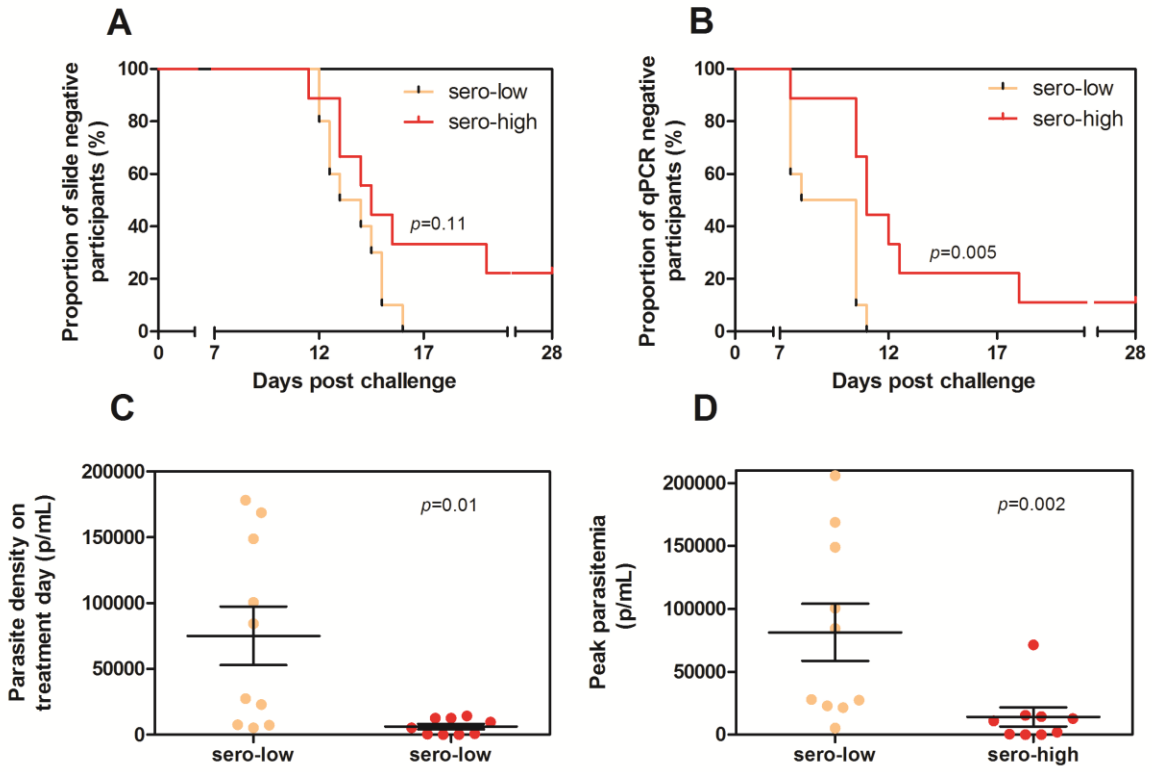 A
Proportion of slide negative
participants (%)
100
80
60
40
20
0
sero-low
sero-high
p=0.11
0 7 12 17 28
Days post challenge
B
Proportion of qPCR negative
participants (%)
100
80
60
40
20
0
sero-low
sero-high
p=0.005
0 7 12 17 28
Days post challenge
C
Parasite density on
treatment day (p/mL)
200000
150000
100000
50000
0
p=0.01
sero-low sero-low
D
Peak parasitemia
(p/mL)
200000
150000
100000
50000
0
p=0.002
sero-low sero-high